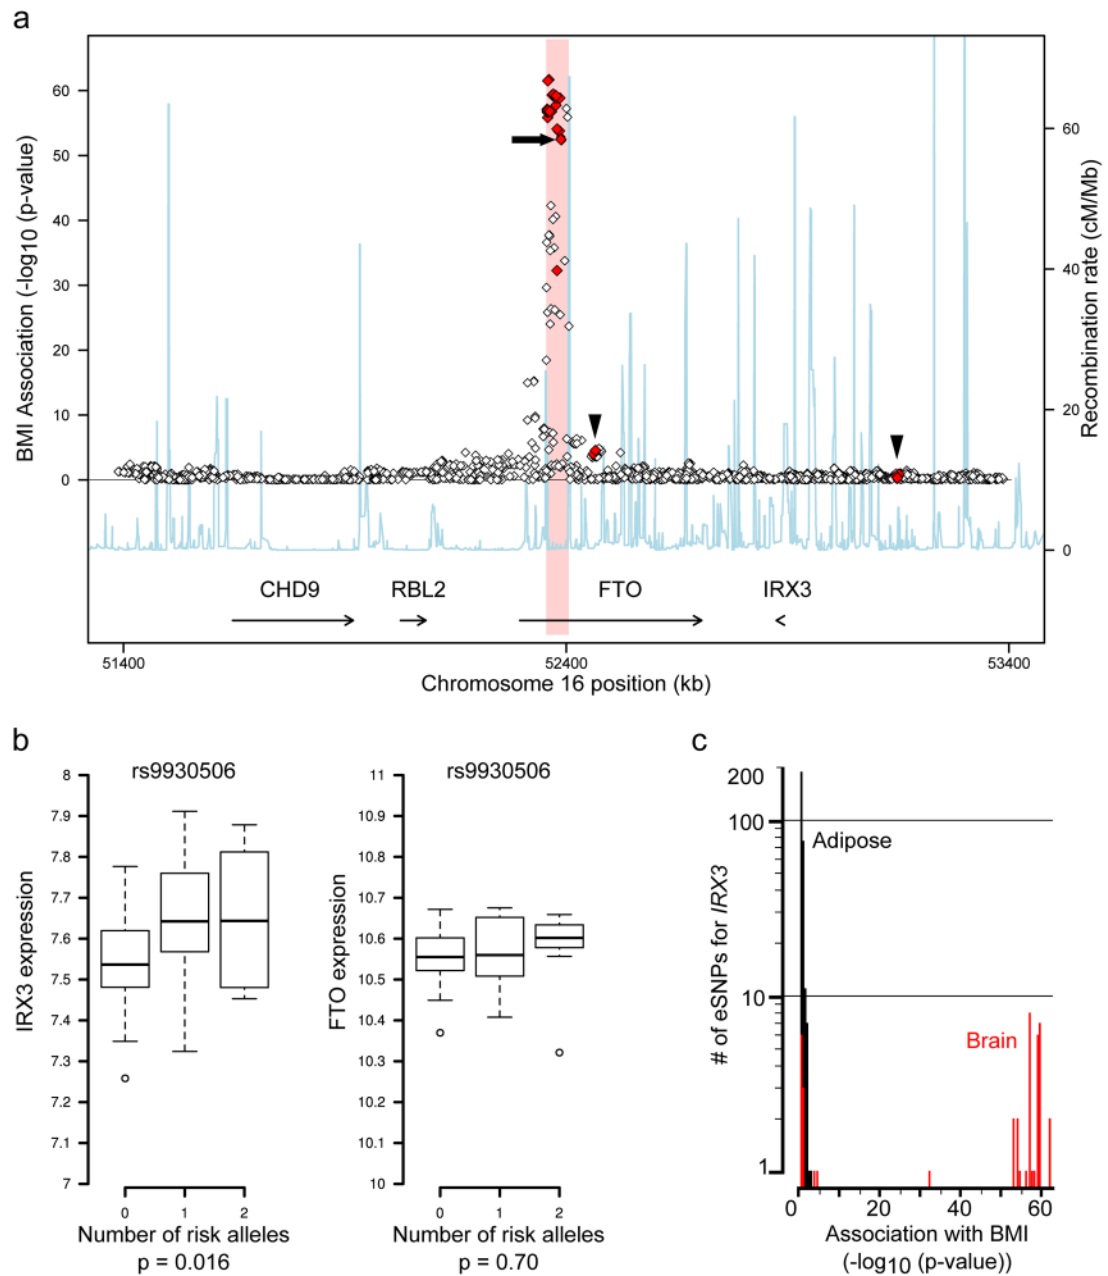 a
BMI Association (-log10 (p-value)
60
50
40
30
20
10
0
Recombination rate (cM/Mb)
60
40
20
0
CHD9 RBL2 FTO IRX3
51400 52400 53400
Chromosome 16 position (kb)
b
rs9930506
IRX3 expression
8
7.9
7.8
7.7
7.6
7.5
7.4
7.3
7.2
7.1
7
0 1 2
Number of risk alleles
p = 0.016
rs9930506
FTO expression
11
10.9
10.8
10.7
10.6
10.5
10.4
10.3
10.2
10.1
10
0 1 2
Number of risk alleles
p = 0.70
c
# of eSNPs for IRX3
200
100
10
1
Adipose
Brain
0 20 40 60
Association with BMI
(-log10 (p-value))